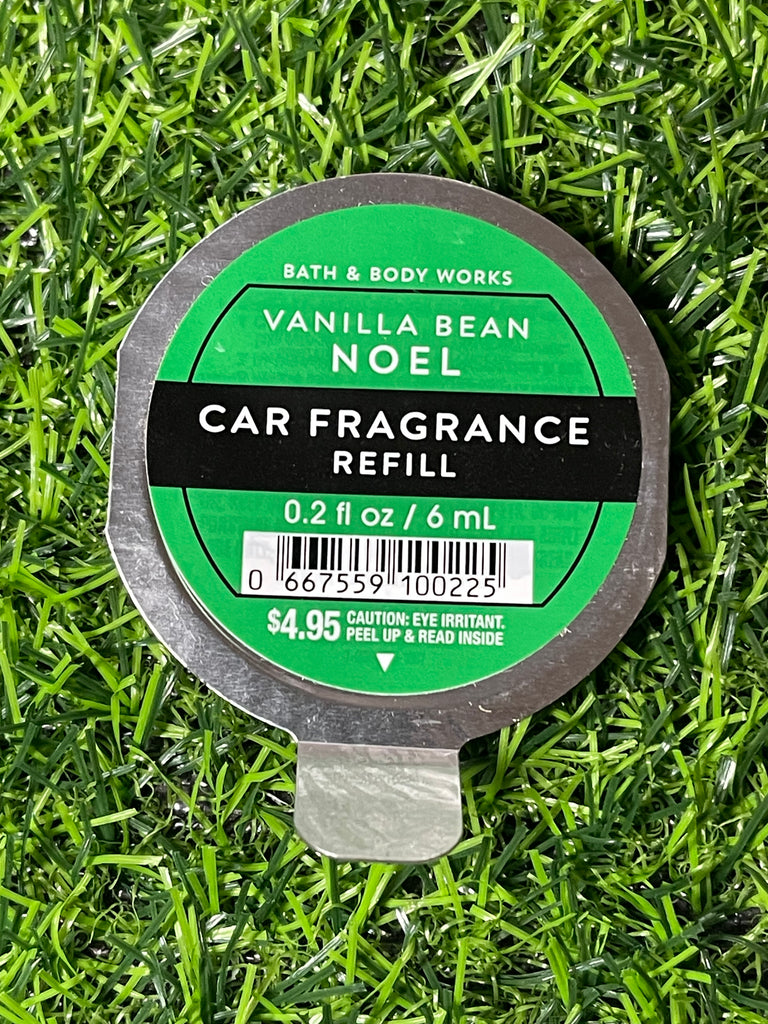 BATH & BODY WORKS
VANILLA BEAN
NOEL
CAR FRAGRANCE
REFILL
0.2 fl oz / 6 mL
0 667559 100225
$4.95 CAUTION: EYE IRRITANT.
PEEL UP & READ INSIDE